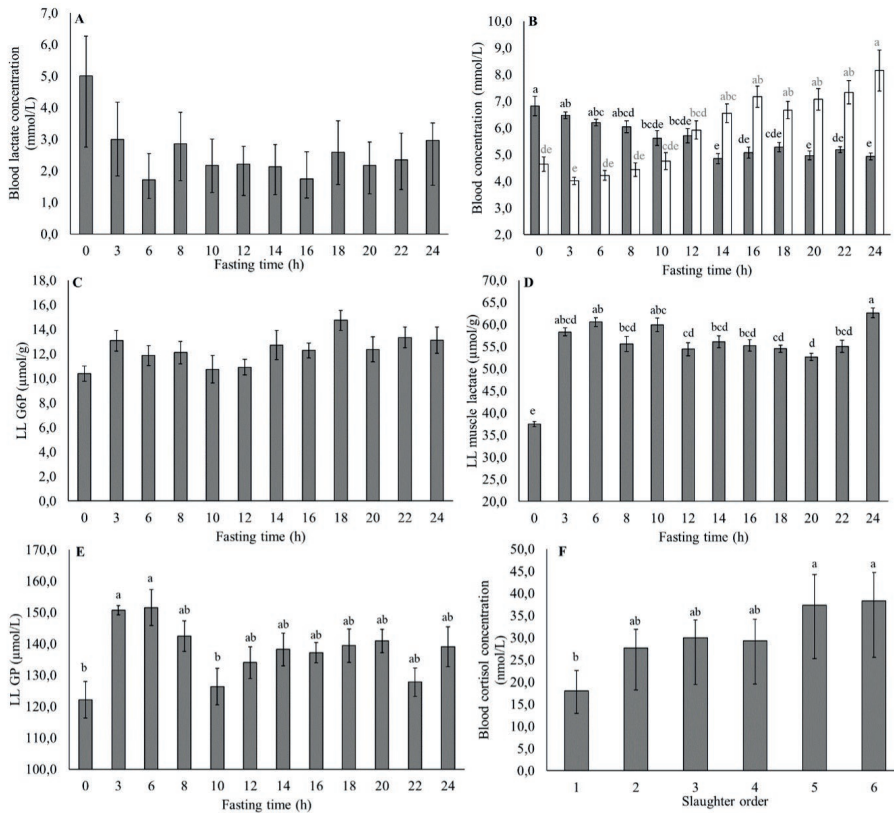 A
Blood lactate concentration
(mmol/L)
7,0
6,0
5,0
4,0
3,0
2,0
1,0
0,0
0 3 6 8 10 12 14 16 18 20 22 24
Fasting time (h)
B
Blood concentration (mmol/L)
10,0
9,0
8,0
7,0
6,0
5,0
4,0
3,0
2,0
a ab abc abcd bcde bcde e de cde e de e
de e de de cde bcd abc ab ab ab ab a
0 3 6 8 10 12 14 16 18 20 22 24
Fasting time (h)
C
LL G6P (µmol/g)
18,0
16,0
14,0
12,0
10,0
8,0
6,0
4,0
2,0
0,0
0 3 6 8 10 12 14 16 18 20 22 24
Fasting time (h)
D
LL muscle lactate (µmol/g)
70,0
65,0
60,0
55,0
50,0
45,0
40,0
35,0
30,0
25,0
20,0
e abcd ab bcd abc cd bcd bcd cd d bcd a
0 3 6 8 10 12 14 16 18 20 22 24
Fasting time (h)
E
LL GP (µmol/L)
170,0
160,0
150,0
140,0
130,0
120,0
110,0
100,0
b a a ab b ab ab ab ab ab b ab
0 3 6 8 10 12 14 16 18 20 22 24
Fasting time (h)
F
Blood cortisol concentration
(nmol/L)
50,0
45,0
40,0
35,0
30,0
25,0
20,0
15,0
10,0
5,0
0,0
b ab ab ab a a
1 2 3 4 5 6
Slaughter order